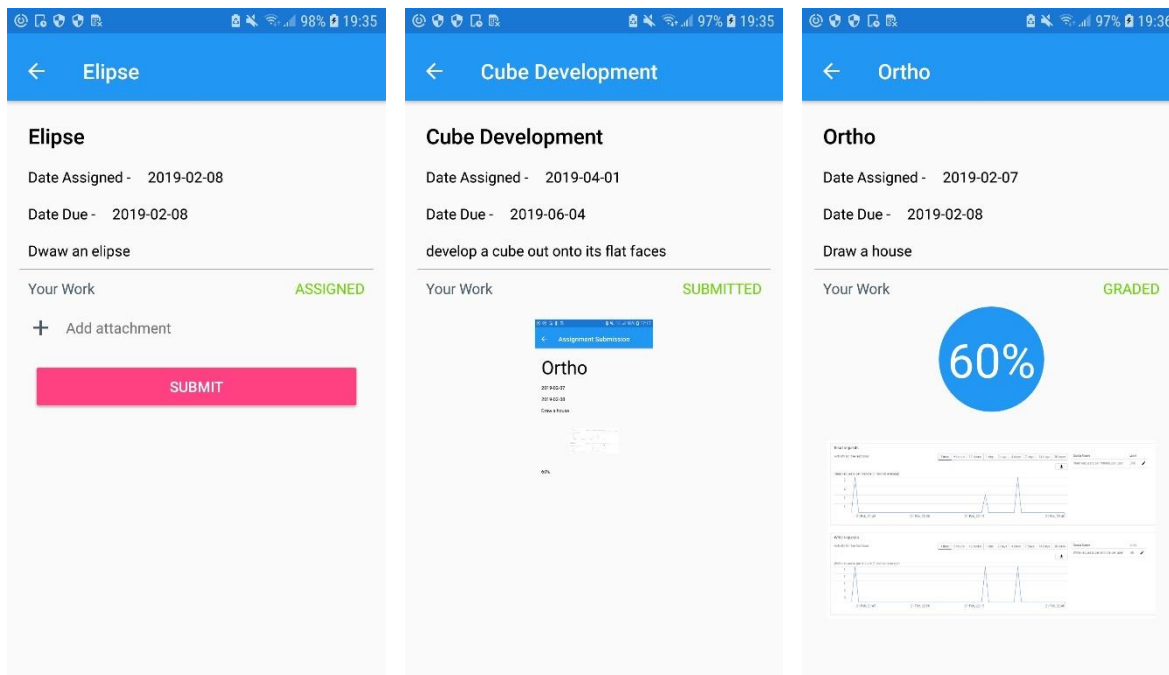 98% 19:35
Elipse
Elipse
Date Assigned - 2019-02-08
Date Due - 2019-02-08
Dwaw an elipse
Your Work ASSIGNED
+ Add attachment
SUBMIT
97% 19:35
Cube Development
Cube Development
Date Assigned - 2019-04-01
Date Due - 2019-06-04
develop a cube out onto its flat faces
Your Work SUBMITTED
Assignment Submission
Ortho
2019-02-07
2019-02-08
Draw a house
60%
97% 19:36
Ortho
Ortho
Date Assigned - 2019-02-07
Date Due - 2019-02-08
Draw a house
Your Work GRADED
60%